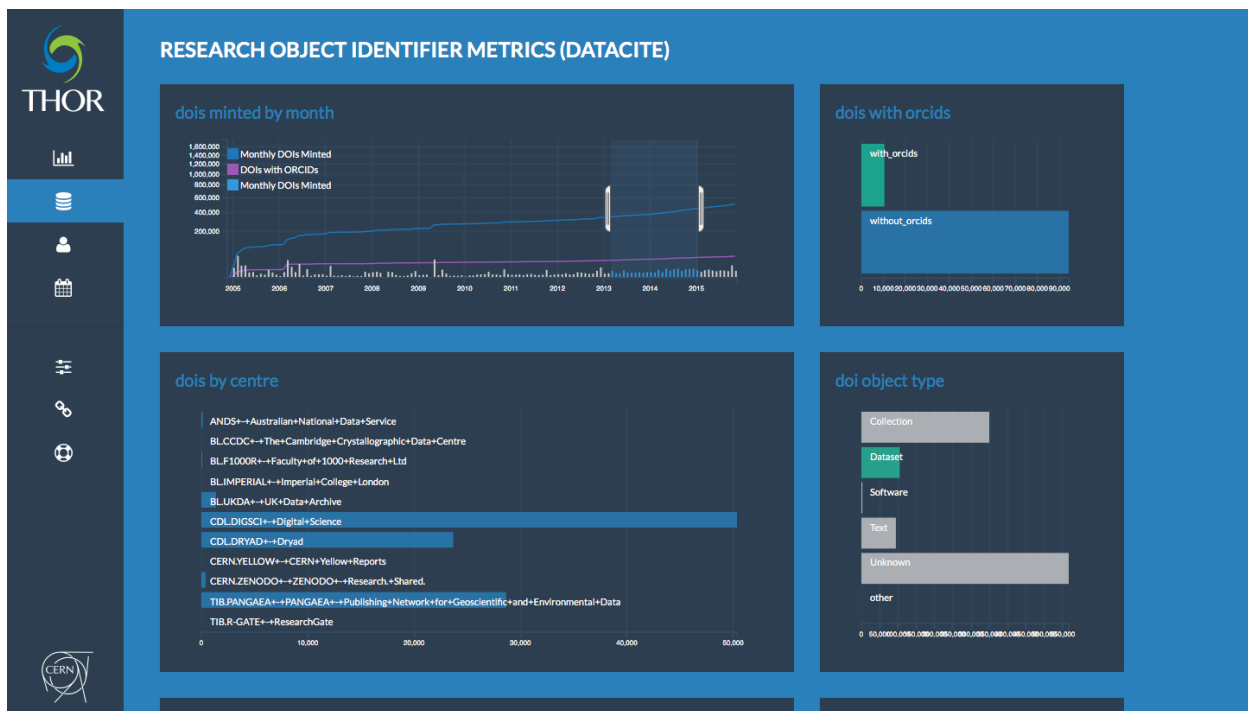 THOR
RESEARCH OBJECT IDENTIFIER METRICS (DATACITE)
dois minted by month
1,800,000
1,400,000
1,200,000
1,000,000
800,000
600,000
400,000
200,000
Monthly DOIs Minted
DOIs with ORCIDs
Monthly DOIs Minted
2005 2006 2007 2008 2009 2010 2011 2012 2013 2014 2015
dois with orcids
with_orcids
without_orcids
0 10,000 20,000 30,000 40,000 50,000 60,000 70,000 80,000 90,000
dois by centre
ANDS+-+Australian+National+Data+Service
BL.CCDC+-+The+Cambridge+Crystallographic+Data+Centre
BL.F1000R+-+Faculty+of+1000+Research+Ltd
BL.IMPERIAL+-+Imperial+College+London
BL.UKDA+-+UK+Data+Archive
CDL.DIGSCI+-+Digital+Science
CDL.DRYAD+-+Dryad
CERN.YELLOW+-+CERN+Yellow+Reports
CERN.ZENODO+-+ZENODO+-+Research.+Shared.
TIB.PANGAEA+-+PANGAEA+-+Publishing+Network+for+Geoscientific+and+Environmental+Data
TIB.R-GATE+-+ResearchGate
0 10,000 20,000 30,000 40,000 50,000
doi object type
Collection
Dataset
Software
Text
Unknown
other
0
CERN